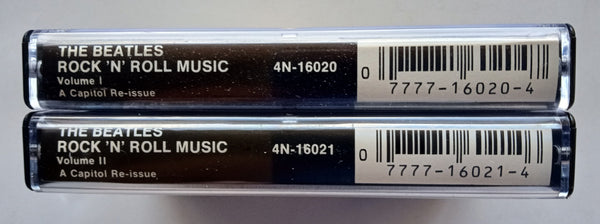 THE BEATLES
ROCK 'N' ROLL MUSIC
Volume I
A Capitol Re-issue
4N-16020
0 7777-16020-4
THE BEATLES
ROCK 'N' ROLL MUSIC
Volume II
A Capitol Re-issue
4N-16021
0 7777-16021-4